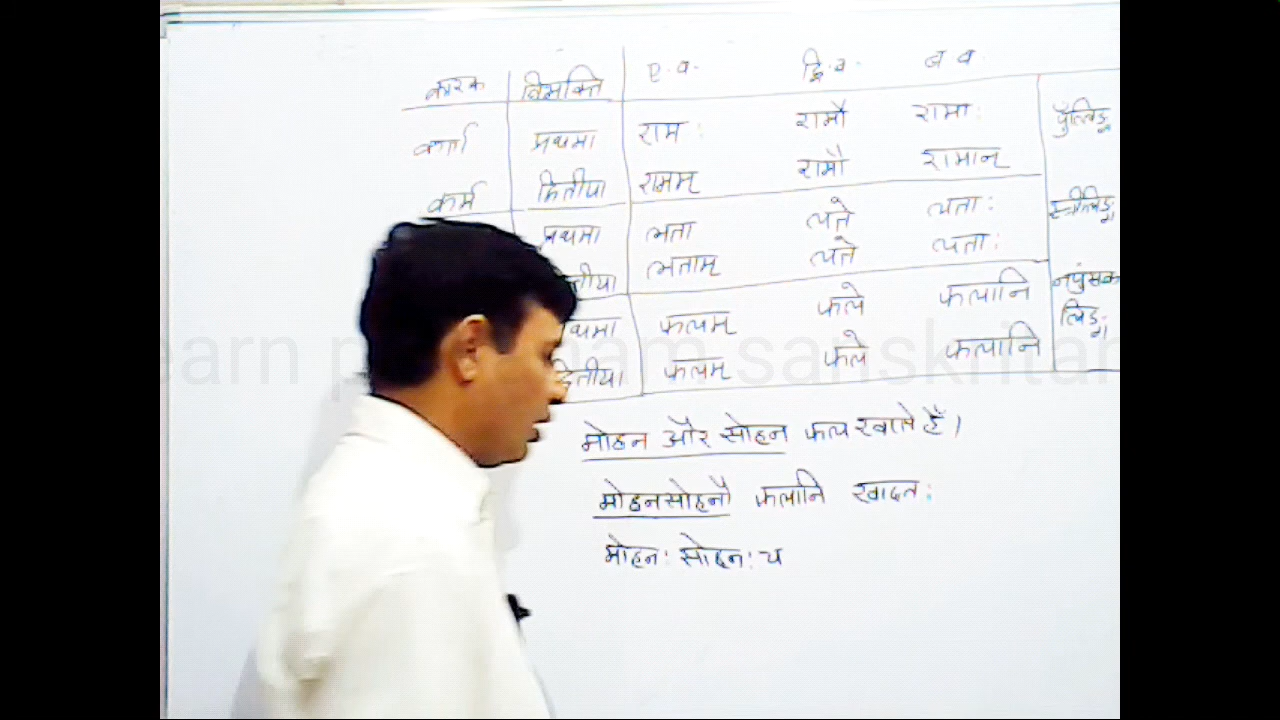 कारक विभक्ति ए.व. द्वि.व. ब.व.
कर्ता प्रथमा रामः रामौ रामाः पुँल्लिङ्ग
कर्म द्वितीया रामम् रामौ रामान्
प्रथमा लता लते लताः स्त्रीलिङ्ग
तीया लताम् लते लताः
थमा फलम् फले फलानि नपुंसक लिङ्ग
द्वितीया फलम् फले फलानि
मोहन और सोहन फल खाते हैं।
मोहनसोहनौ फलानि खादतः
मोहनः सोहनः च